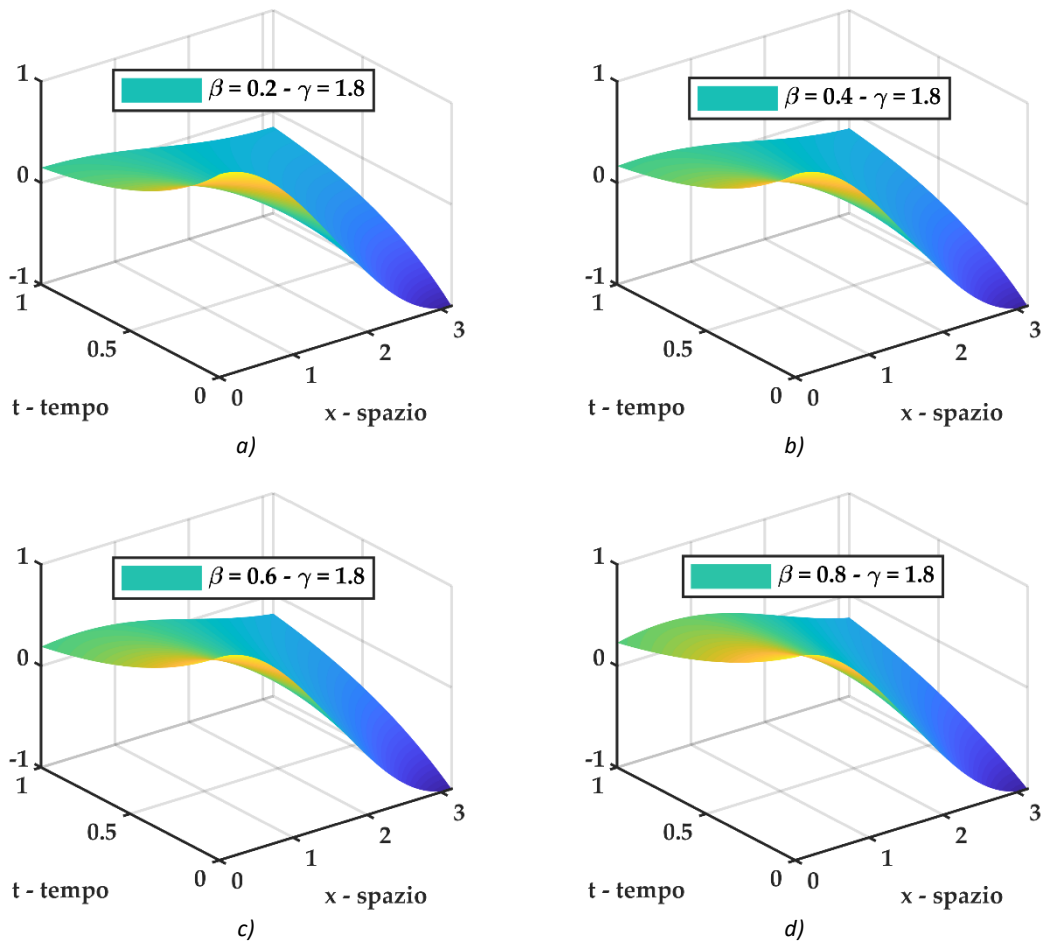 1
β = 0.2 - γ = 1.8
0
-1
1
0.5
0
0
1
2
3
t - tempo
x - spazio
a)
1
β = 0.4 - γ = 1.8
0
-1
1
0.5
0
0
1
2
3
t - tempo
x - spazio
b)
1
β = 0.6 - γ = 1.8
0
-1
1
0.5
0
0
1
2
3
t - tempo
x - spazio
c)
1
β = 0.8 - γ = 1.8
0
-1
1
0.5
0
0
1
2
3
t - tempo
x - spazio
d)